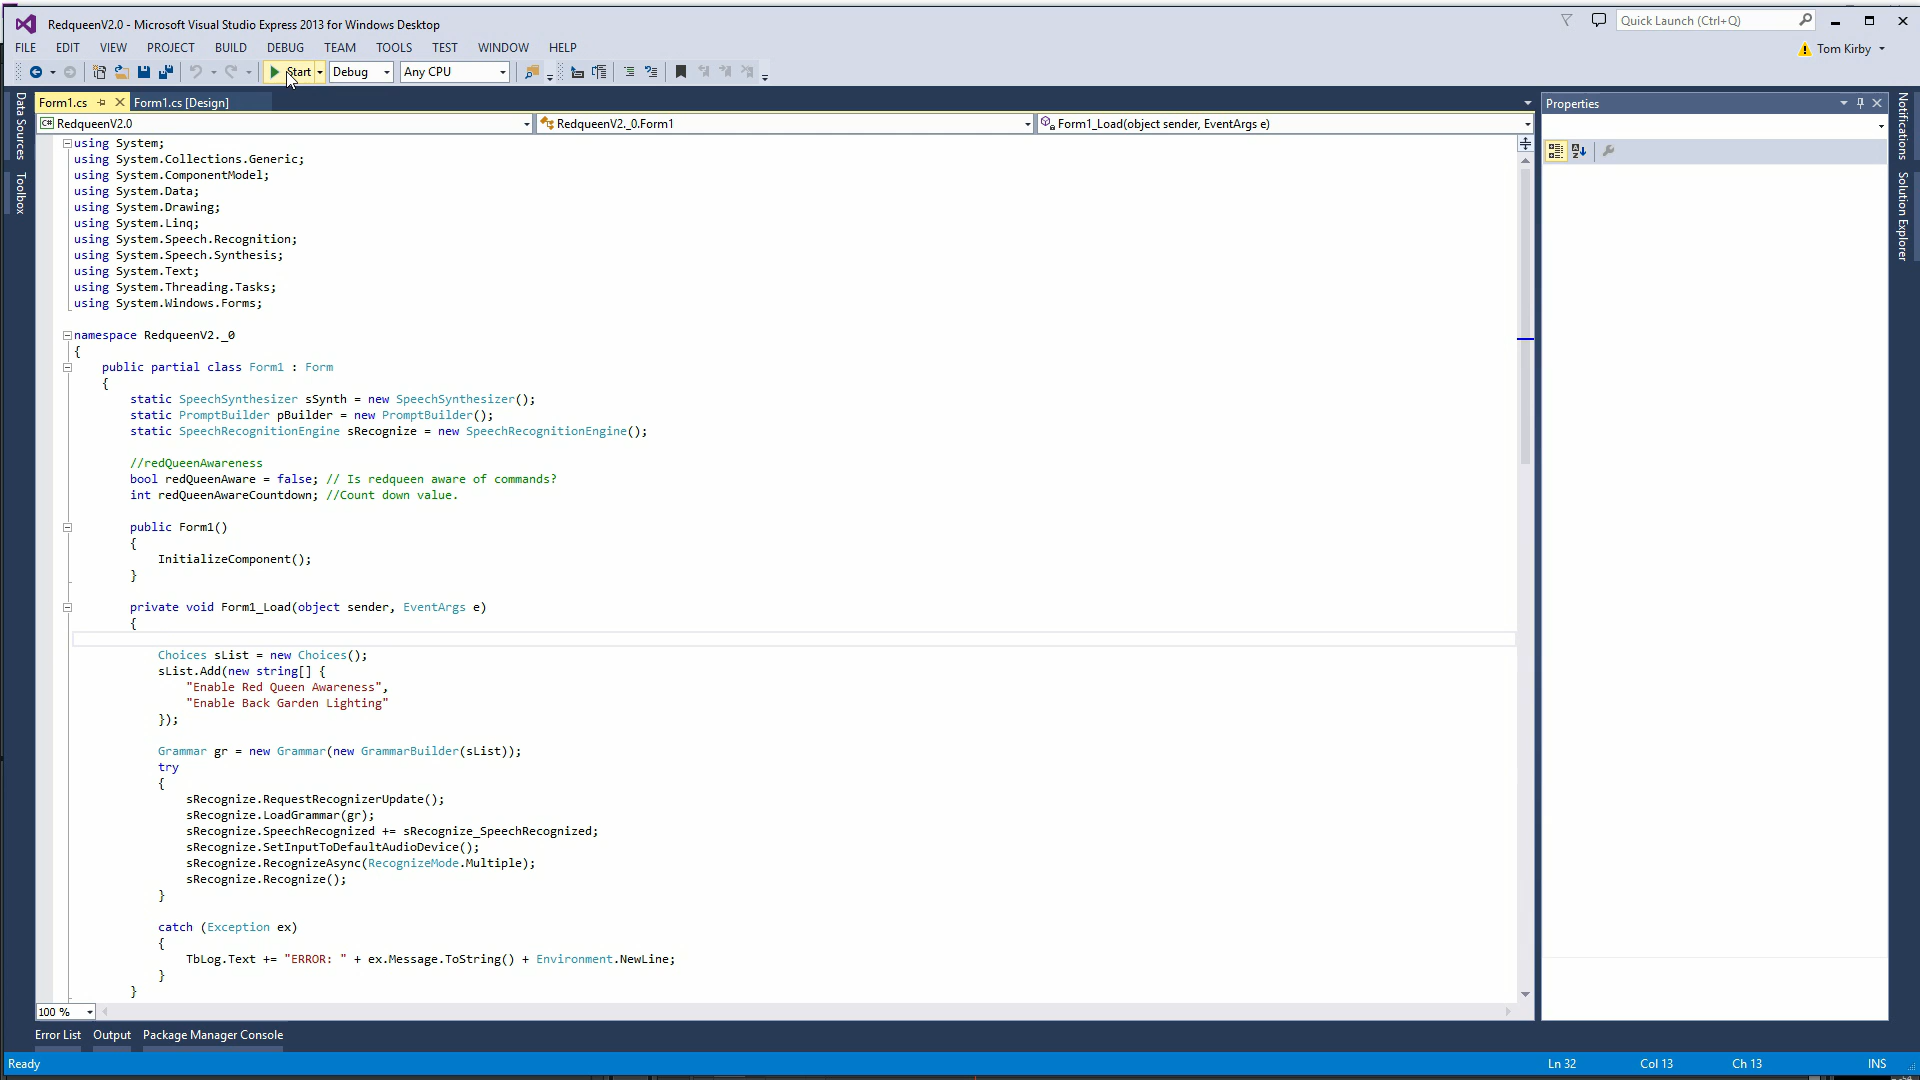 RedqueenV2.0 - Microsoft Visual Studio Express 2013 for Windows Desktop
Quick Launch (Ctrl+Q)
FILE EDIT VIEW PROJECT BUILD DEBUG TEAM TOOLS TEST WINDOW HELP
Tom Kirby
Start Debug Any CPU
Form1.cs Form1.cs [Design]
Properties
Data Sources
Toolbox
Notifications
Solution Explorer
C# RedqueenV2.0 RedqueenV2._0.Form1 Form1_Load(object sender, EventArgs e)
using System;
using System.Collections.Generic;
using System.ComponentModel;
using System.Data;
using System.Drawing;
using System.Linq;
using System.Speech.Recognition;
using System.Speech.Synthesis;
using System.Text;
using System.Threading.Tasks;
using System.Windows.Forms;
namespace RedqueenV2._0
{
public partial class Form1 : Form
{
static SpeechSynthesizer sSynth = new SpeechSynthesizer();
static PromptBuilder pBuilder = new PromptBuilder();
static SpeechRecognitionEngine sRecognize = new SpeechRecognitionEngine();
//redQueenAwareness
bool redQueenAware = false; // Is redqueen aware of commands?
int redQueenAwareCountdown; //Count down value.
public Form1()
{
InitializeComponent();
}
private void Form1_Load(object sender, EventArgs e)
{
Choices sList = new Choices();
sList.Add(new string[] {
"Enable Red Queen Awareness",
"Enable Back Garden Lighting"
});
Grammar gr = new Grammar(new GrammarBuilder(sList));
try
{
sRecognize.RequestRecognizerUpdate();
sRecognize.LoadGrammar(gr);
sRecognize.SpeechRecognized += sRecognize_SpeechRecognized;
sRecognize.SetInputToDefaultAudioDevice();
sRecognize.RecognizeAsync(RecognizeMode.Multiple);
sRecognize.Recognize();
}
catch (Exception ex)
{
TbLog.Text += "ERROR: " + ex.Message.ToString() + Environment.NewLine;
}
}
100 %
Error List Output Package Manager Console
Ready Ln 32 Col 13 Ch 13 INS